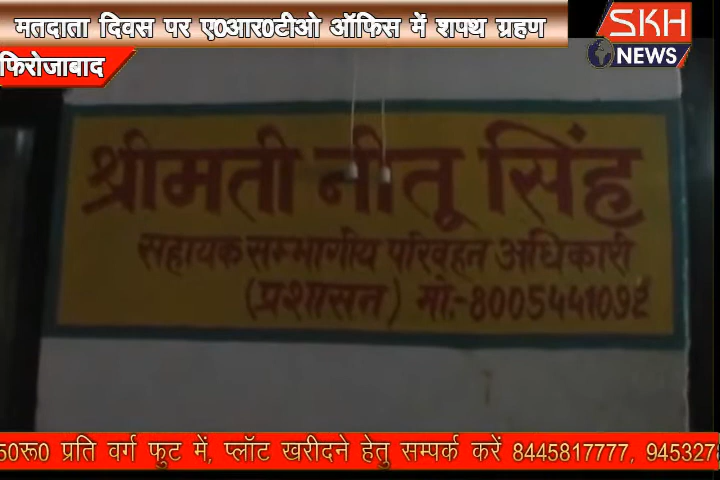 मतदाता दिवस पर ए0आर0टीओ ऑफिस में शपथ ग्रहण
SKH
NEWS
फिरोजाबाद
श्रीमती नीतू सिंह
सहायक सम्भागीय परिवहन अधिकारी
(प्रशासन) मो.-8005441092
50रू0 प्रति वर्ग फुट में, प्लॉट खरीदने हेतु सम्पर्क करें 8445817777, 945327